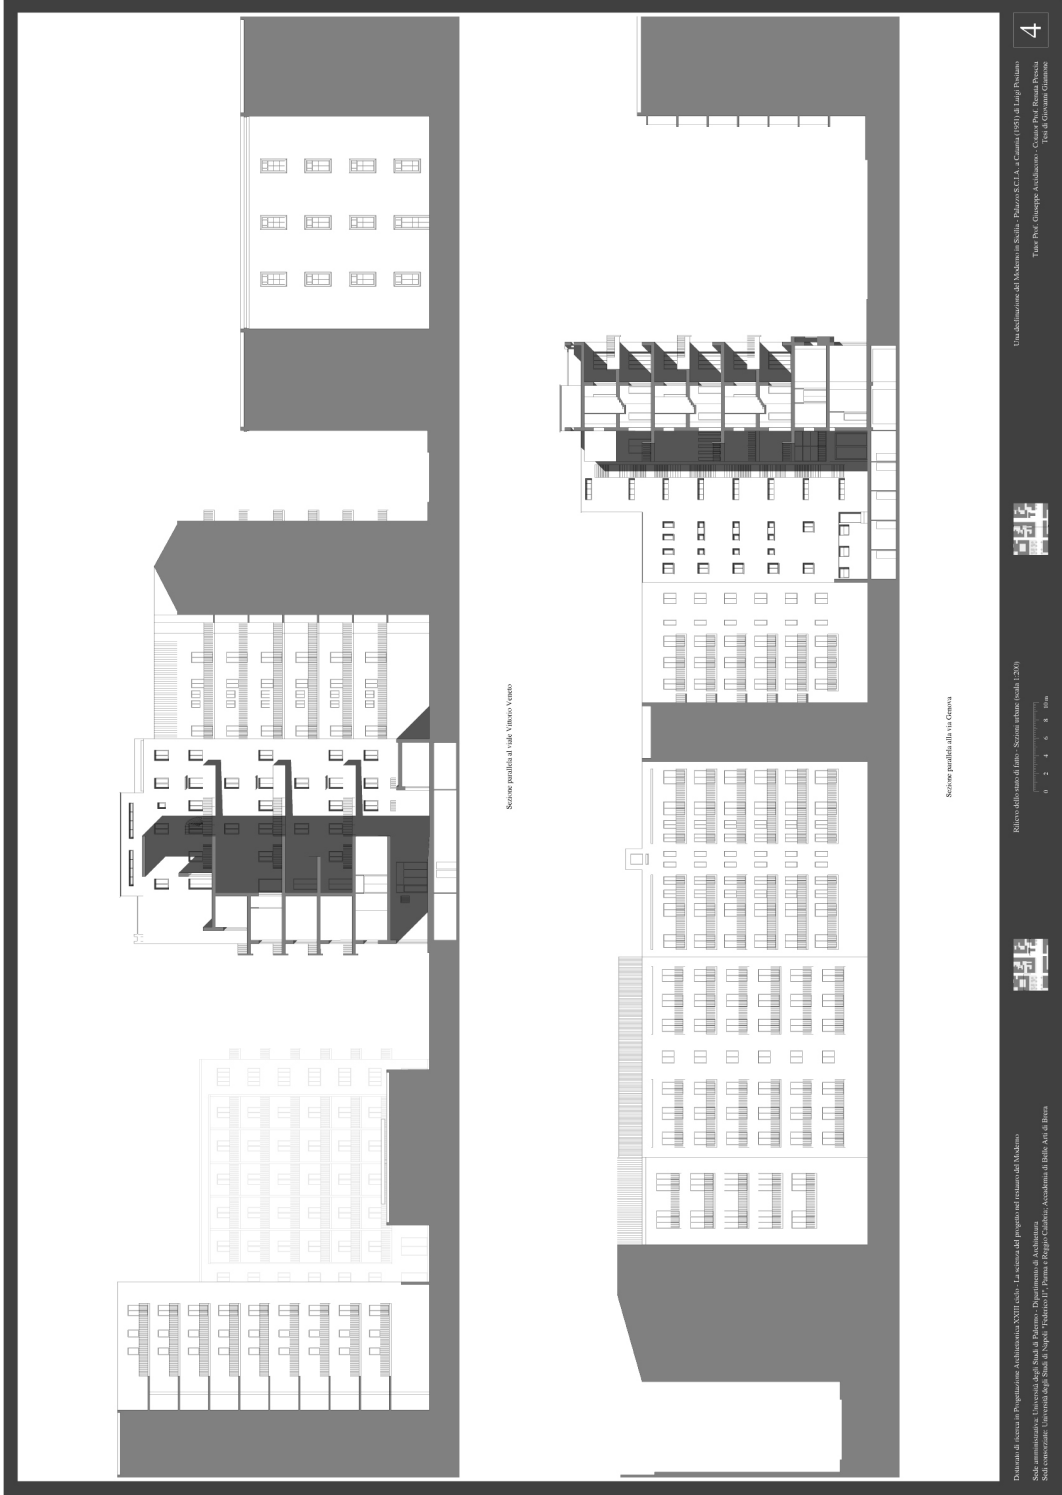 4
Una declinazione del Moderno in Sicilia - Palazzo S.C.I.A. a Catania (1951) di Luigi Positano
Tutor Prof. Giuseppe Arcidiacono - Cotutor Prof. Renata Prescia
Tesi di Giovanni Giannone
Rilievo dello stato di fatto - Sezioni urbane (scala 1:200)
0 2 4 6 8 10 m
Dottorato di ricerca in Progettazione Architettonica XXIII ciclo - La scienza del progetto nel restauro del Moderno
Sede amministrativa: Università degli Studi di Palermo - Dipartimento di Architettura
Sedi consorziate: Università degli Studi di Napoli "Federico II", Parma e Reggio Calabria; Accademia di Belle Arti di Brera
Sezione parallela al viale Vittorio Veneto
Sezione parallela alla via Genova